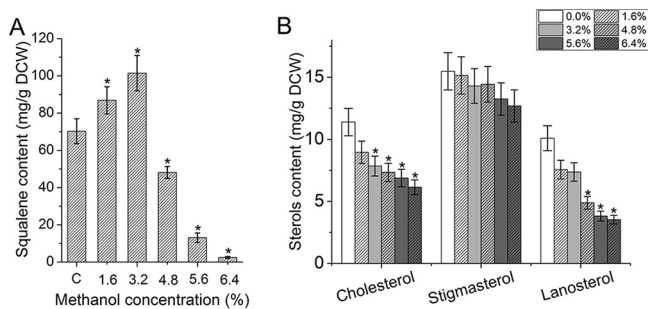 A
Squalene content (mg/g DCW)
120
100
80
60
40
20
0
*
*
*
*
*
C 1.6 3.2 4.8 5.6 6.4
Methanol concentration (%)
B
0.0% 1.6%
3.2% 4.8%
5.6% 6.4%
Sterols content (mg/g DCW)
15
10
5
0
* * * *
* * *
Cholesterol Stigmasterol Lanosterol